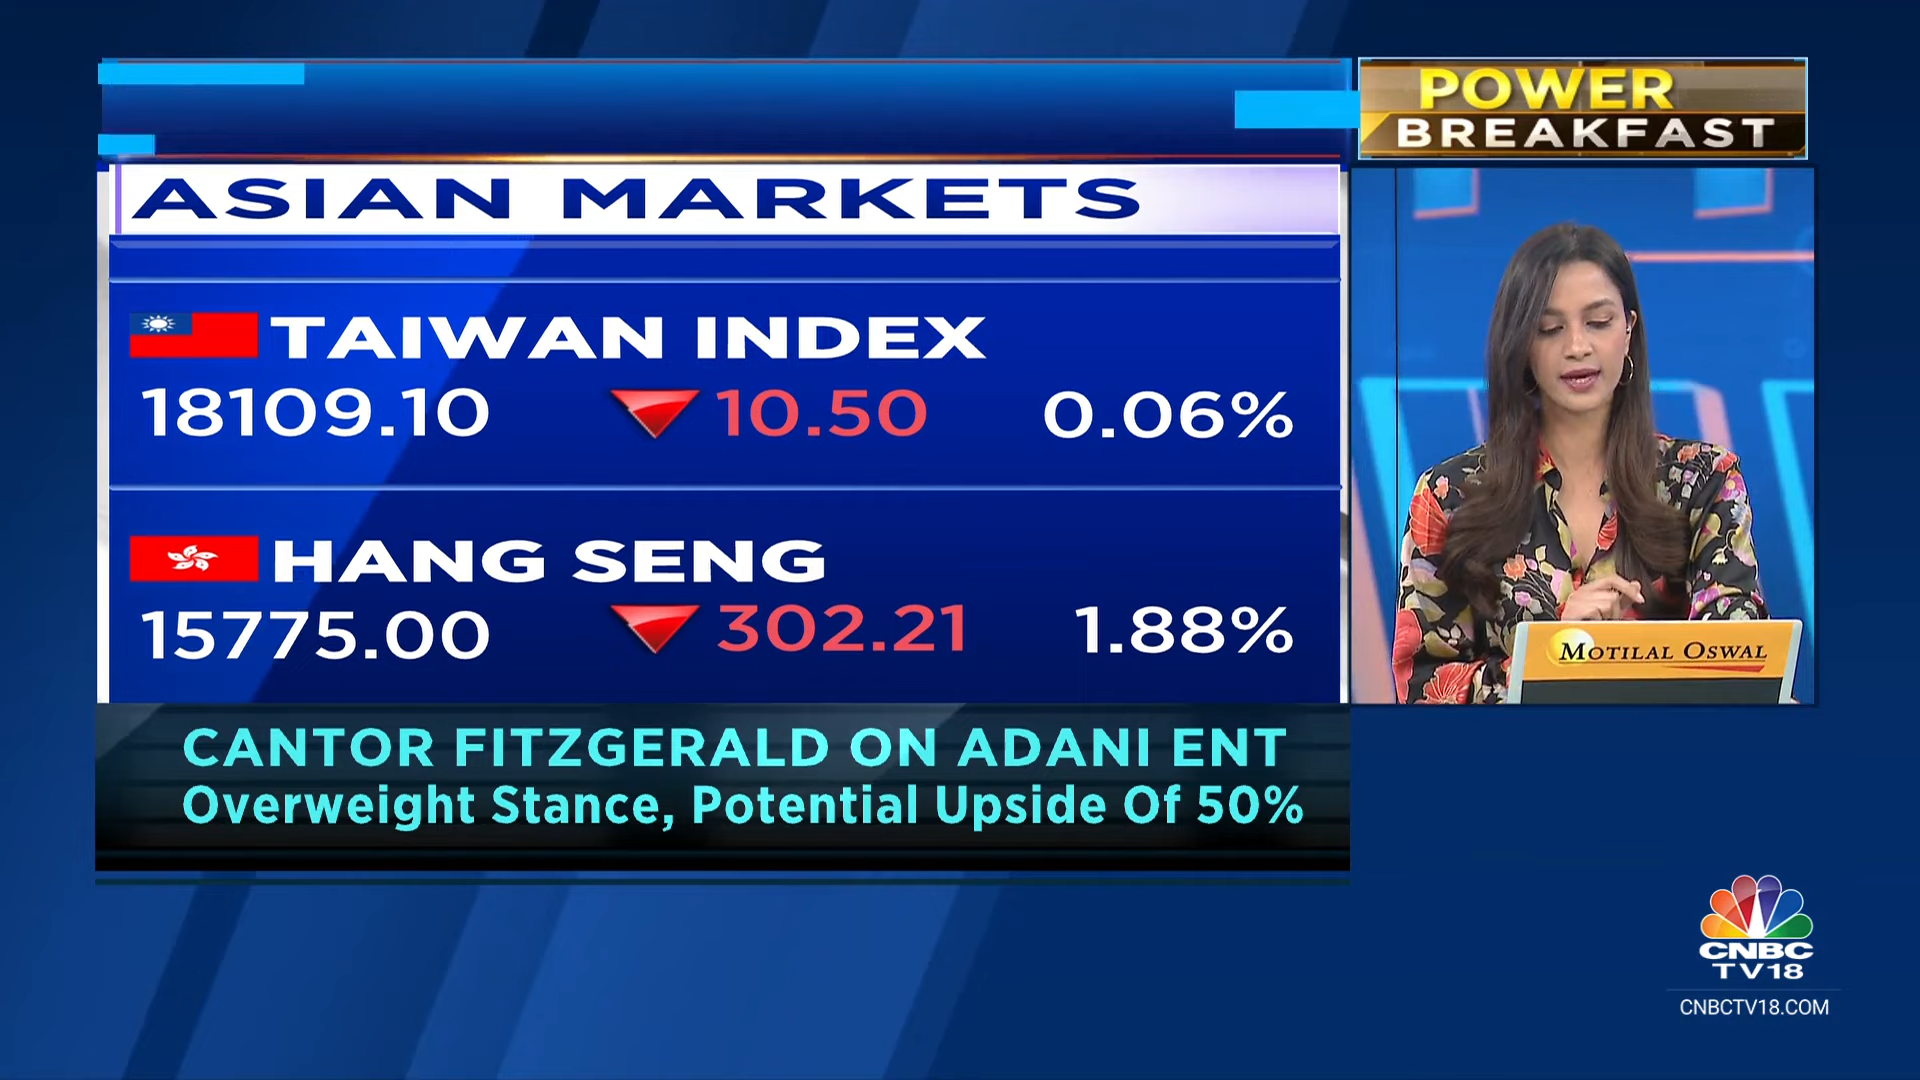 POWER
BREAKFAST
ASIAN MARKETS
TAIWAN INDEX
18109.10 10.50 0.06%
HANG SENG
15775.00 302.21 1.88%
MOTILAL OSWAL
CANTOR FITZGERALD ON ADANI ENT
Overweight Stance, Potential Upside Of 50%
CNBC
TV18
CNBCTV18.COM